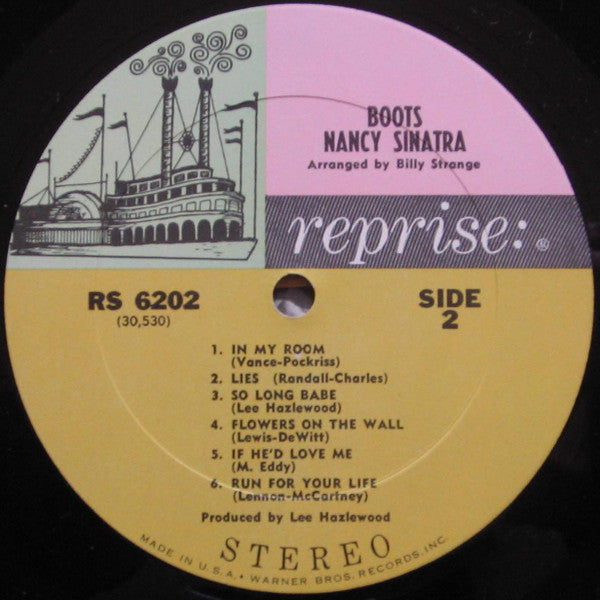 BOOTS
NANCY SINATRA
Arranged by Billy Strange
reprise: ®
RS 6202
(30,530)
SIDE
2
1. IN MY ROOM
(Vance-Pockriss)
2. LIES (Randall-Charles)
3. SO LONG BABE
(Lee Hazlewood)
4. FLOWERS ON THE WALL
(Lewis-DeWitt)
5. IF HE'D LOVE ME
(M. Eddy)
6. RUN FOR YOUR LIFE
(Lennon-McCartney)
Produced by Lee Hazlewood
STEREO
MADE IN U.S.A. • WARNER BROS. RECORDS, INC.